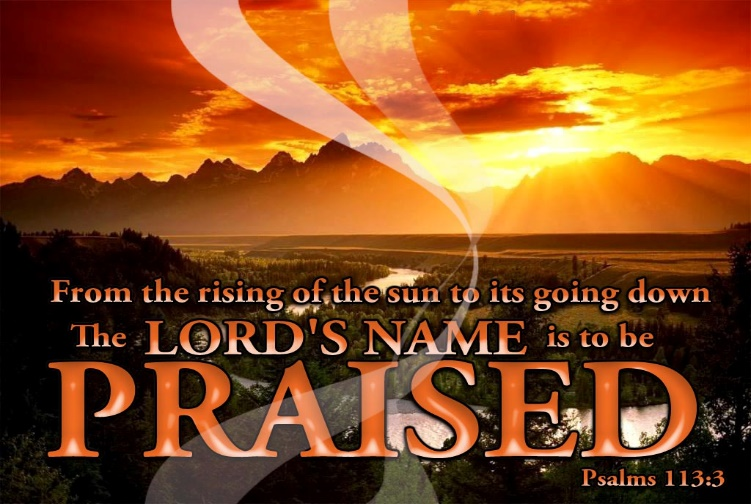 From the rising of the sun to its going down
The LORD'S NAME is to be
PRAISED
Psalms 113:3